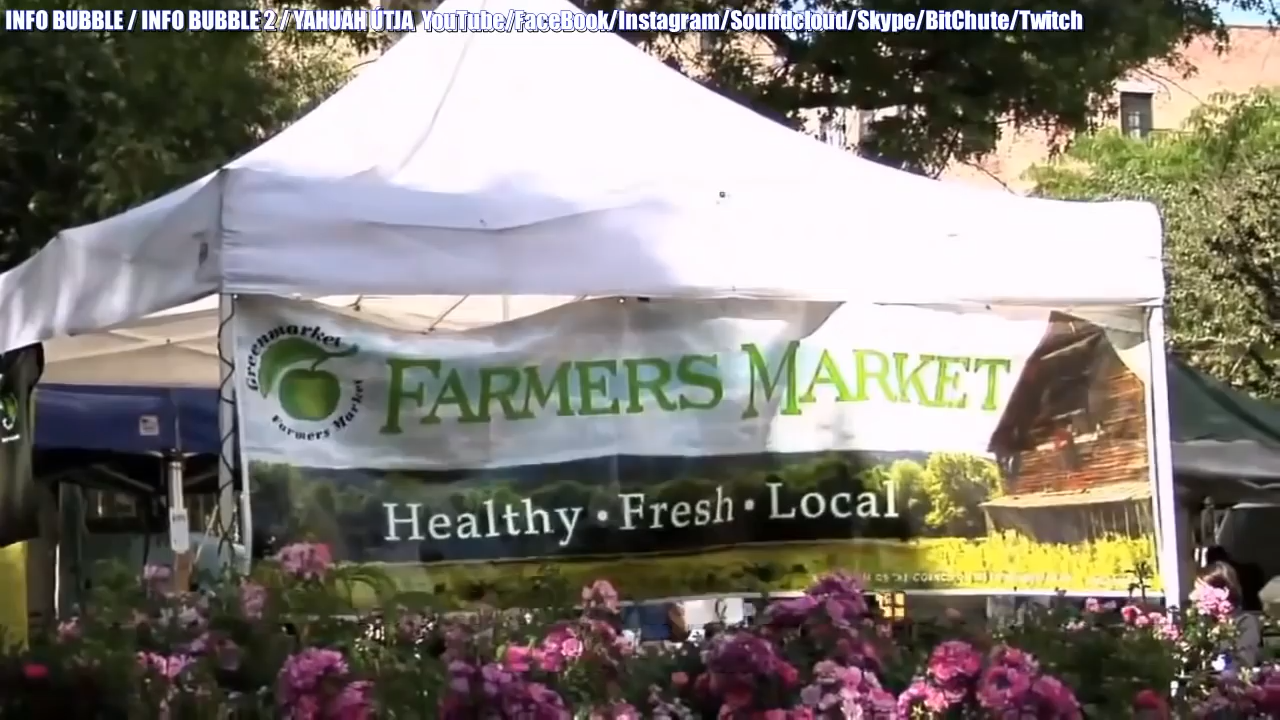 INFO BUBBLE / INFO BUBBLE 2 / YAHUAH ÚTJA YouTube/FaceBook/Instagram/Soundcloud/Skype/BitChute/Twitch
Greenmarket
Farmers Market
FARMERS MARKET
Healthy · Fresh · Local